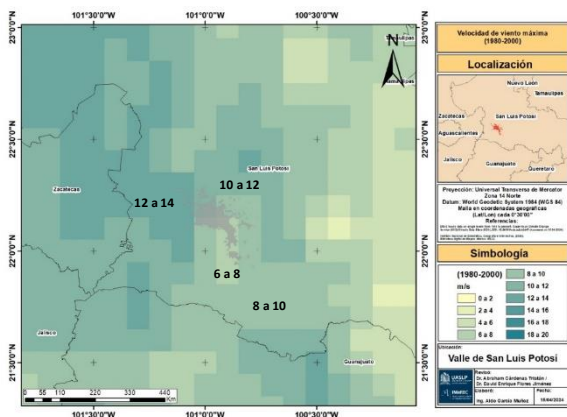 101°30'0"W 101°0'0"W 100°30'0"W
23°0'0"N
22°30'0"N
22°0'0"N
21°30'0"N
N
Tamaulipas
San Luis Potosí
Zacatecas
10 a 12
12 a 14
6 a 8
8 a 10
Jalisco
Guanajuato
0 55 110 220 330 440
Km
Velocidad de viento máxima
(1980-2000)
Localización
Nuevo León
Tamaulipas
Zacatecas
San Luis Potosí
Aguascalientes
Jalisco
Guanajuato
Querétaro
Proyección: Universal Transversa de Mercator
Zona 14 Norte
Datum: World Geodetic System 1984 (WGS 84)
Malla en coordenadas geográficas
(Lat/Lon) cada 0°30'00"
Referencias:
Simbología
(1980-2000)
m/s
0 a 2
2 a 4
4 a 6
6 a 8
8 a 10
10 a 12
12 a 14
14 a 16
16 a 18
18 a 20
Ubicación:
Valle de San Luis Potosí
UASLP
Revisó:
Dr. Abraham Cárdenas Tristán /
Dr. David Enrique Flores Jiménez
Elaboró:
Ing. Aldo García Muñoz
Fecha:
15/04/2024